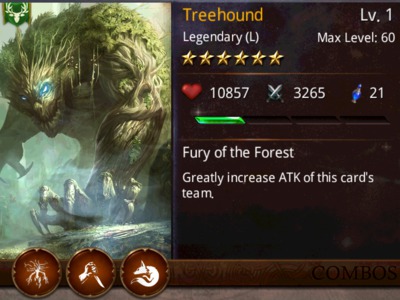 Treehound Lv. 1
Legendary (L) Max Level: 60
10857 3265 21
Fury of the Forest
Greatly increase ATK of this card's
team.
COMBOS